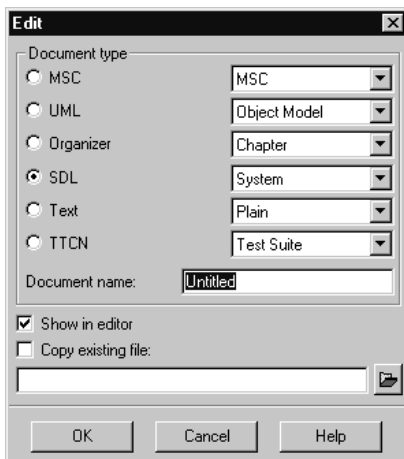 Edit
Document type
MSC MSC
UML Object Model
Organizer Chapter
SDL System
Text Plain
TTCN Test Suite
Document name: Untitled
Show in editor
Copy existing file:
OK Cancel Help